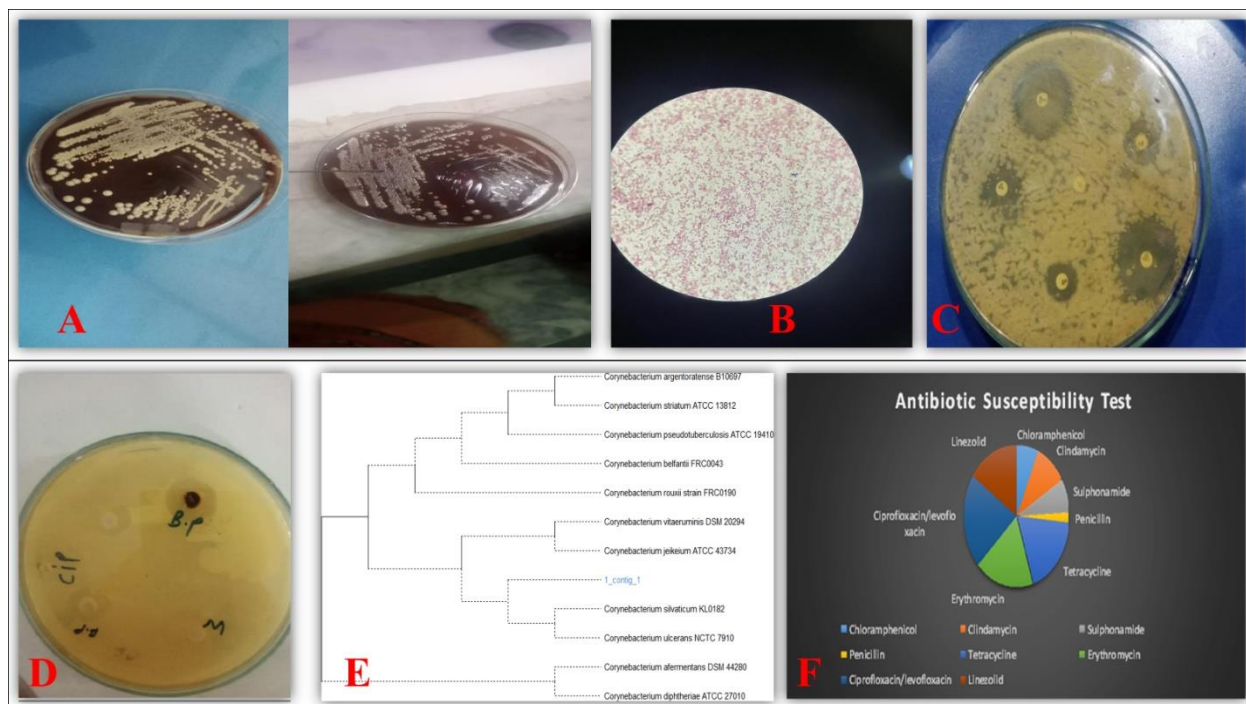 A
B
C
D
CIP
B.P.
B.P
W
E
Corynebacterium argentoratense B10697
Corynebacterium striatum ATCC 13812
Corynebacterium pseudotuberculosis ATCC 19410
Corynebacterium belfantii FRC0043
Corynebacterium rouxii strain FRC0190
Corynebacterium vitaeruminis DSM 20294
Corynebacterium jeikeium ATCC 43734
1_contig_1
Corynebacterium silvaticum KL0182
Corynebacterium ulcerans NCTC 7910
Corynebacterium afermentans DSM 44280
Corynebacterium diphtheriae ATCC 27010
F
Antibiotic Susceptibility Test
Linezolid
Chloramphenicol
Clindamycin
Sulphonamide
Penicillin
Ciprofloxacin/levoflo
xacin
Tetracycline
Erythromycin
Chloramphenicol Clindamycin Sulphonamide
Penicillin Tetracycline Erythromycin
Ciprofloxacin/levofloxacin Linezolid